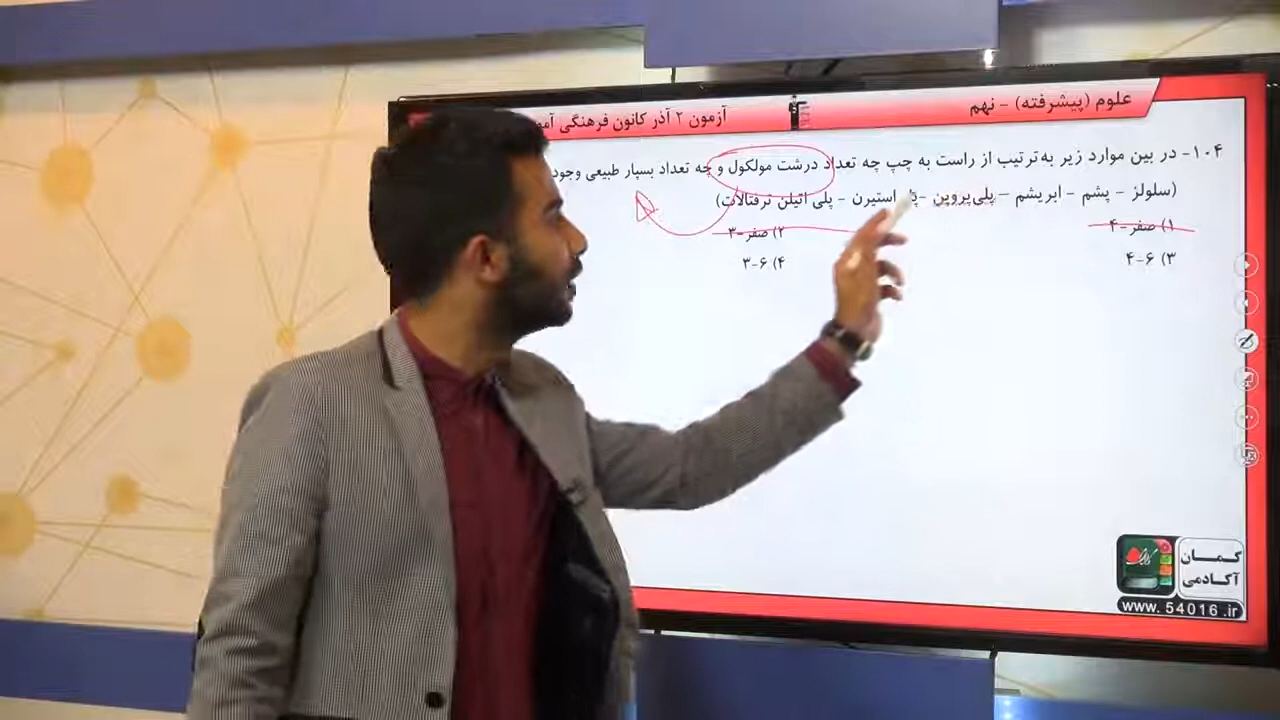 علوم (پیشرفته) - نهم
آزمون ۲ آذر کانون فرهنگی
۱۰۴- در بین موارد زیر به‌ترتیب از راست به چپ چه تعداد درشت مولکول و چه تعداد بسپار طبیعی وجود
(سلولز - پشم - ابریشم - پلی‌پروپن - استیرن - پلی اتیلن ترفتالات)
۱) صفر-۴
۲) صفر-۳
۳) ۶-۴
۴) ۶-۳
کمان
آکادمی
www. 54016 .ir